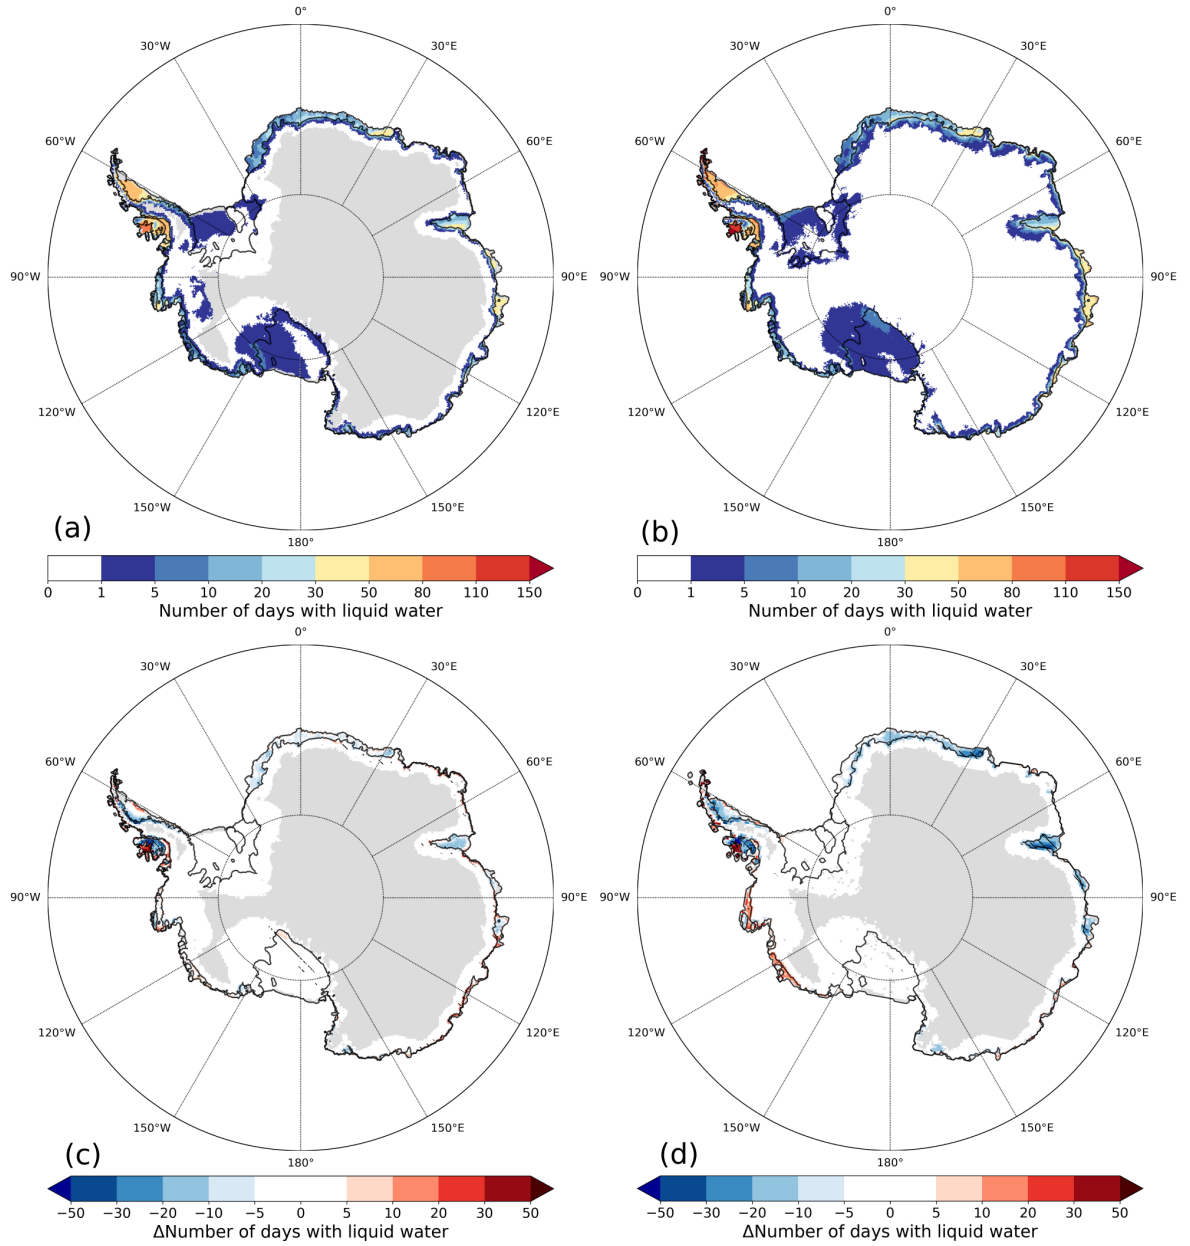 0°
0°
30°W
30°E
30°W
30°E
60°W
60°E
60°W
60°E
90°W
90°E
90°W
90°E
120°W
120°E
120°W
120°E
150°W
150°E
150°W
150°E
180°
180°
(a)
(b)
0 1 5 10 20 30 50 80 110 150
Number of days with liquid water
0 1 5 10 20 30 50 80 110 150
Number of days with liquid water
0°
0°
30°W
30°E
30°W
30°E
60°W
60°E
60°W
60°E
90°W
90°E
90°W
90°E
120°W
120°E
120°W
120°E
150°W
150°E
150°W
150°E
180°
180°
(c)
(d)
−50 −30 −20 −10 −5 0 5 10 20 30 50
ΔNumber of days with liquid water
−50 −30 −20 −10 −5 0 5 10 20 30 50
ΔNumber of days with liquid water